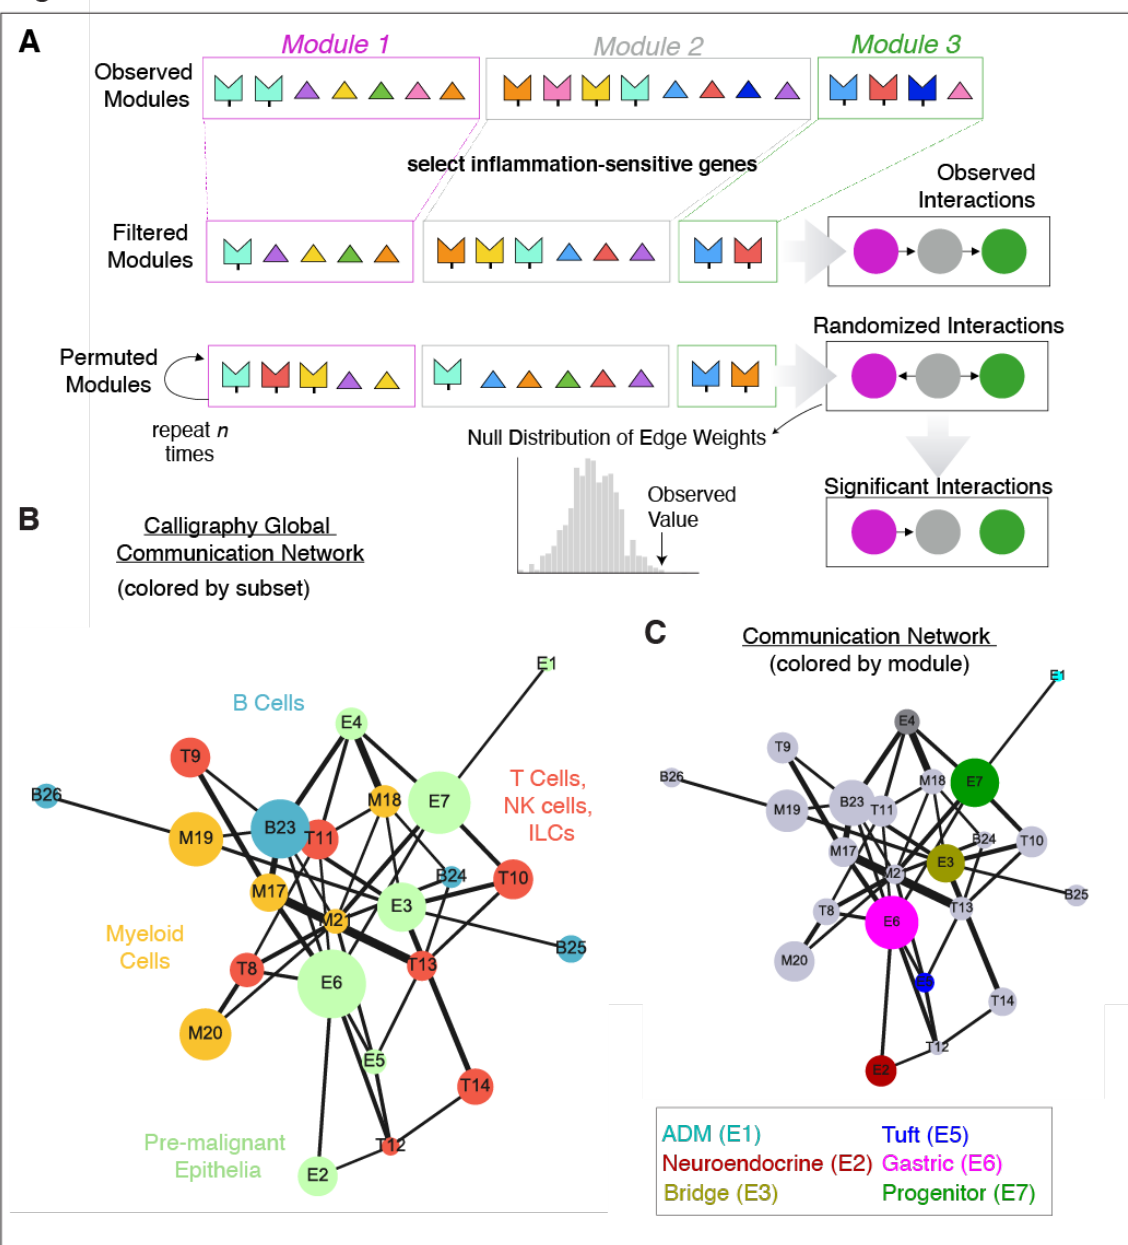 A
Module 1
Module 2
Module 3
Observed
Modules
select inflammation-sensitive genes
Observed
Interactions
Filtered
Modules
Randomized Interactions
Permuted
Modules
repeat n
times
Null Distribution of Edge Weights
Observed
Value
Significant Interactions
B
Calligraphy Global
Communication Network
(colored by subset)
E1
B Cells
E4
T9
T Cells,
NK cells,
ILCs
B26
M18
E7
M19
B23
T11
B24
T10
M17
E3
M21
Myeloid
Cells
B25
T8
T13
E6
M20
E5
T14
Pre-malignant
Epithelia
T12
E2
C
Communication Network
(colored by module)
E1
E4
T9
B26
M18
E7
M19
B23
T11
B24
T10
M17
E3
M21
B25
T8
T13
E6
M20
T14
T12
E2
ADM (E1)
Tuft (E5)
Neuroendocrine (E2)
Gastric (E6)
Bridge (E3)
Progenitor (E7)